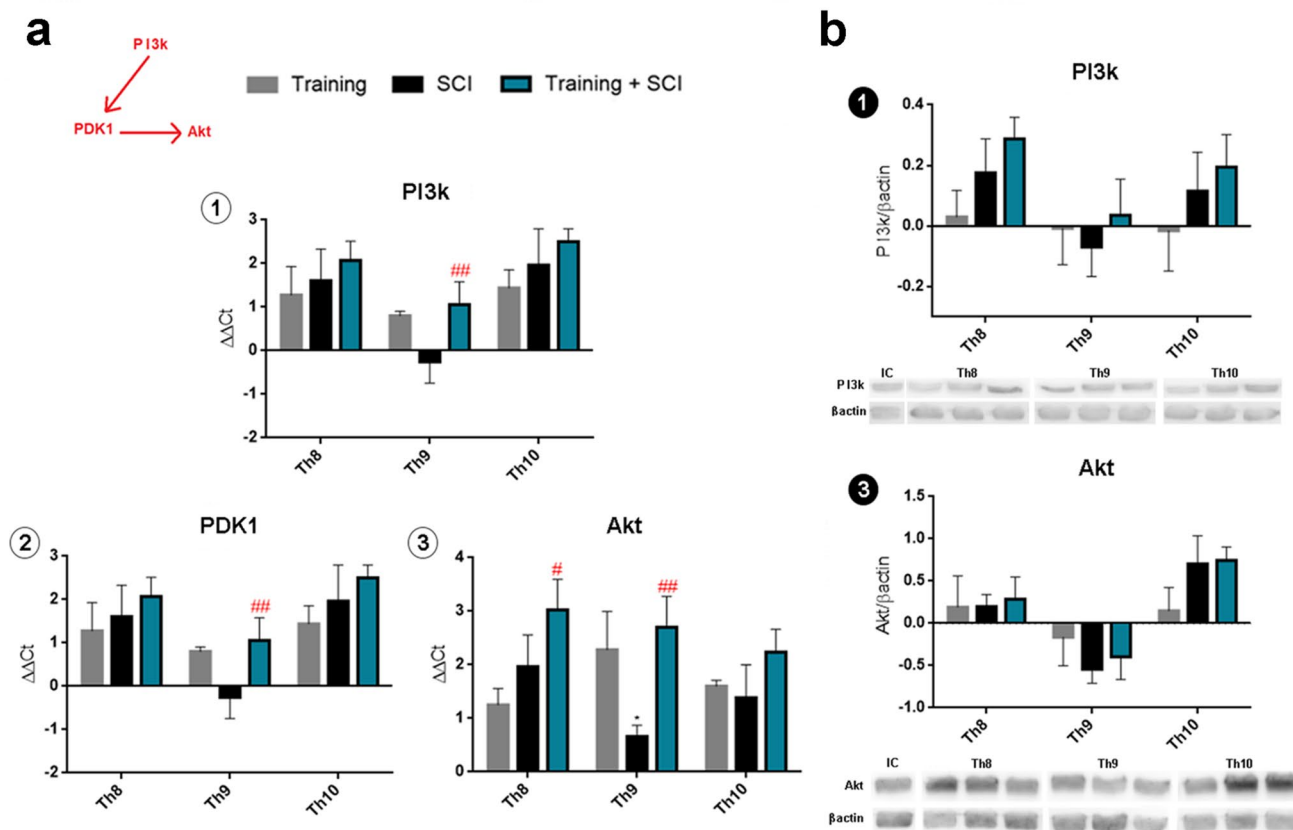 a
PI3k
PDK1
Akt
Training
SCI
Training + SCI
1
PI3k
ΔΔCt
3
2
1
0
-1
-2
##
Th8
Th9
Th10
2
PDK1
ΔΔCt
3
2
1
0
-1
-2
##
Th8
Th9
Th10
3
Akt
ΔΔCt
4
3
2
1
0
#
*
##
Th8
Th9
Th10
b
1
PI3k
PI3k/βactin
0.4
0.2
0.0
-0.2
Th8
Th9
Th10
IC Th8 Th9 Th10
PI3k
βactin
3
Akt
Akt/βactin
1.5
1.0
0.5
0.0
-0.5
-1.0
Th8
Th9
Th10
IC Th8 Th9 Th10
Akt
βactin